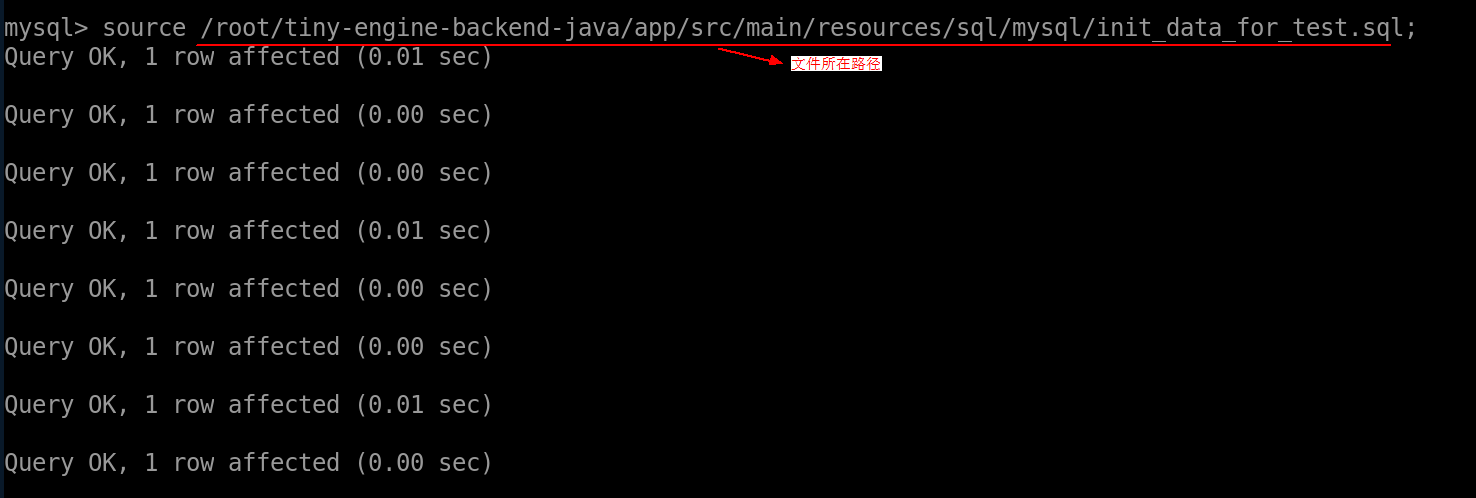 mysql> source /root/tiny-engine-backend-java/app/src/main/resources/sql/mysql/init_data_for_test.sql;
Query OK, 1 row affected (0.01 sec)
文件所在路径
Query OK, 1 row affected (0.00 sec)
Query OK, 1 row affected (0.00 sec)
Query OK, 1 row affected (0.01 sec)
Query OK, 1 row affected (0.00 sec)
Query OK, 1 row affected (0.00 sec)
Query OK, 1 row affected (0.01 sec)
Query OK, 1 row affected (0.00 sec)